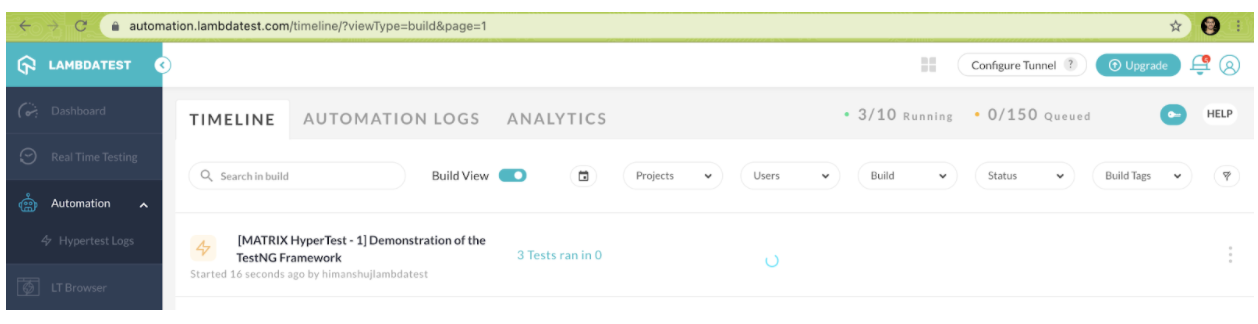 automation.lambdatest.com/timeline/?viewType=build&page=1
LAMBDATEST
Configure Tunnel ?
Upgrade
Dashboard
TIMELINE
AUTOMATION LOGS
ANALYTICS
3/10 Running
0/150 Queued
HELP
Real Time Testing
Search in build
Build View
Projects
Users
Build
Status
Build Tags
Automation
Hypertest Logs
[MATRIX HyperTest - 1] Demonstration of the
TestNG Framework
3 Tests ran in 0
Started 16 seconds ago by himanshujlambdatest
LT Browser